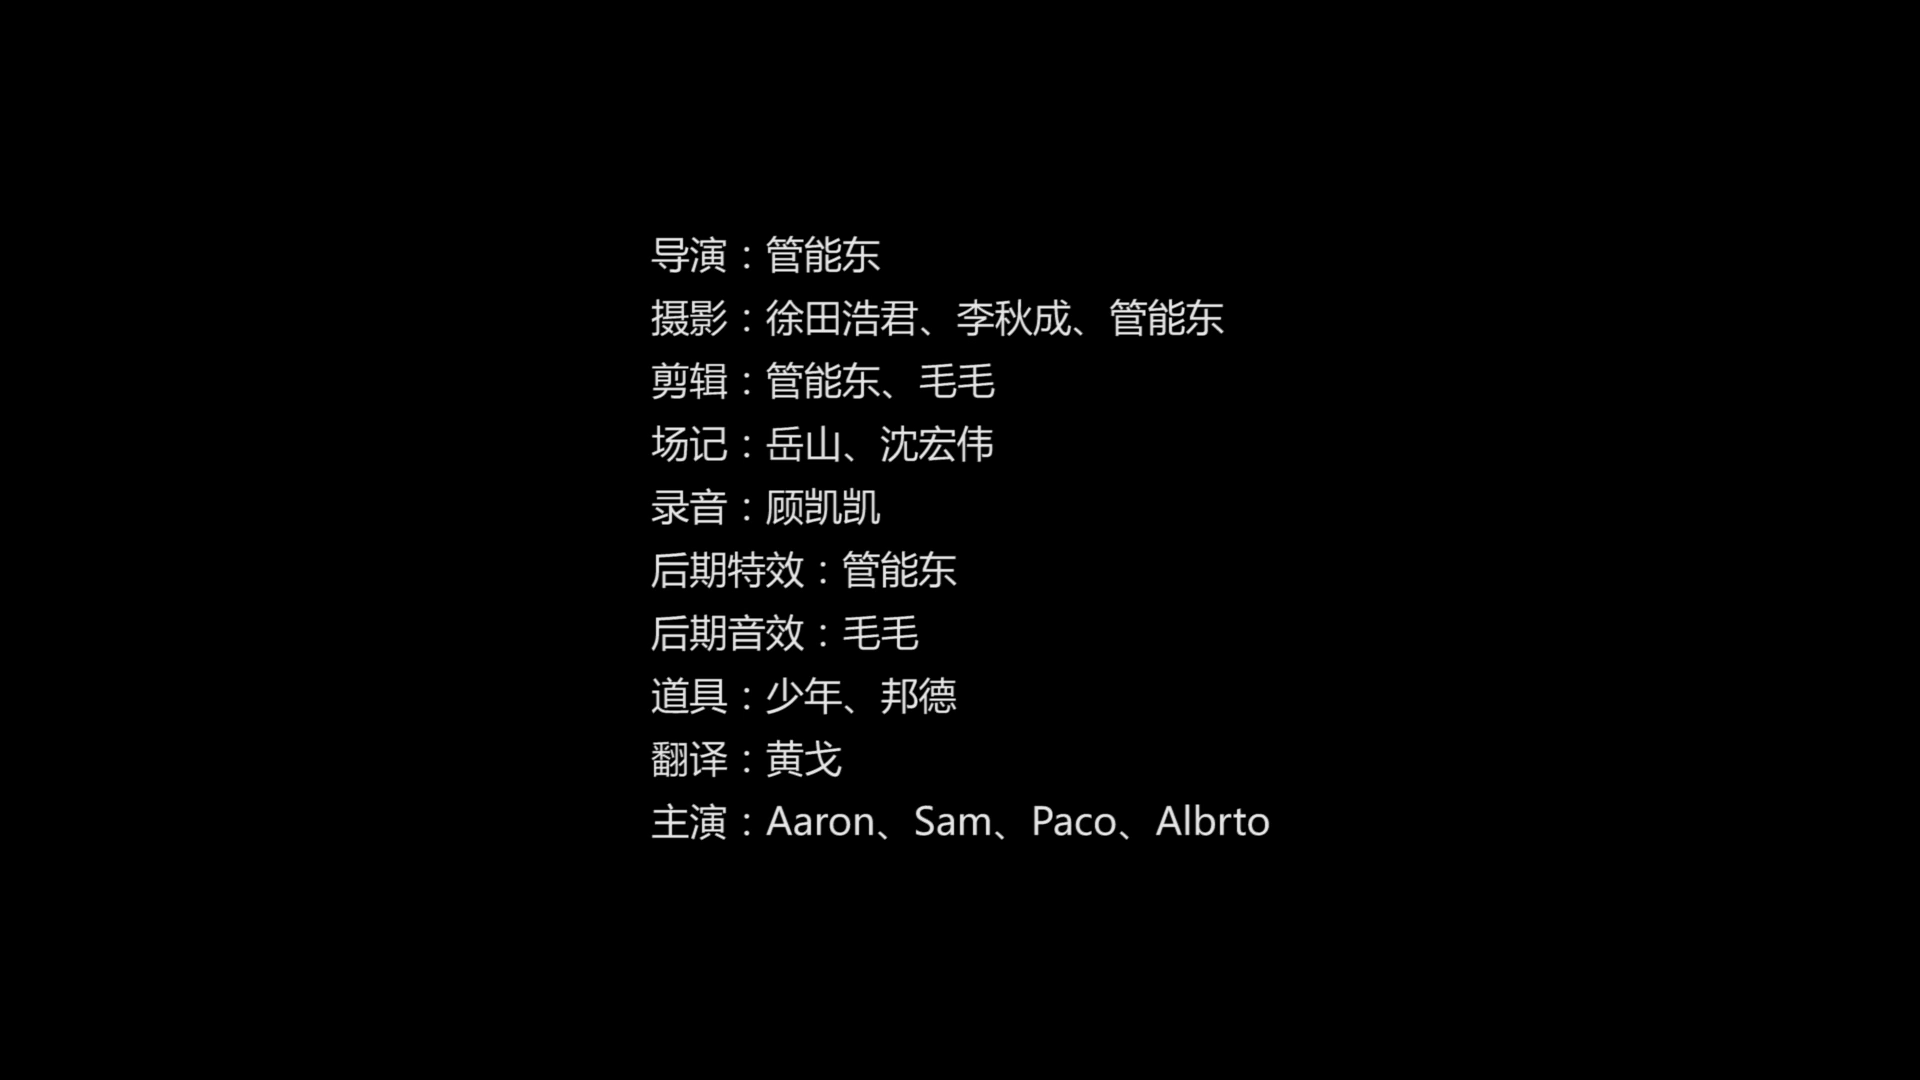 导演：管能东
摄影：徐田浩君、李秋成、管能东
剪辑：管能东、毛毛
场记：岳山、沈宏伟
录音：顾凯凯
后期特效：管能东
后期音效：毛毛
道具：少年、邦德
翻译：黄戈
主演：Aaron、Sam、Paco、Albrto